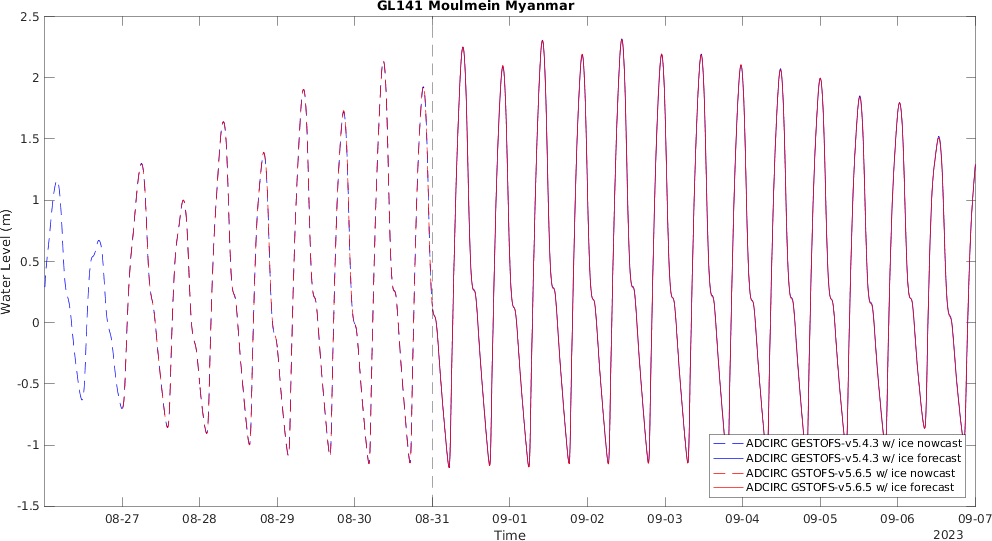 GL141 Moulmein Myanmar
2.5
2
1.5
1
0.5
0
-0.5
-1
-1.5
Water Level (m)
ADCIRC GESTOFS-v5.4.3 w/ ice nowcast
ADCIRC GESTOFS-v5.4.3 w/ ice forecast
ADCIRC GSTOFS-v5.6.5 w/ ice nowcast
ADCIRC GSTOFS-v5.6.5 w/ ice forecast
08-27 08-28 08-29 08-30 08-31 09-01 09-02 09-03 09-04 09-05 09-06 09-07
Time
2023